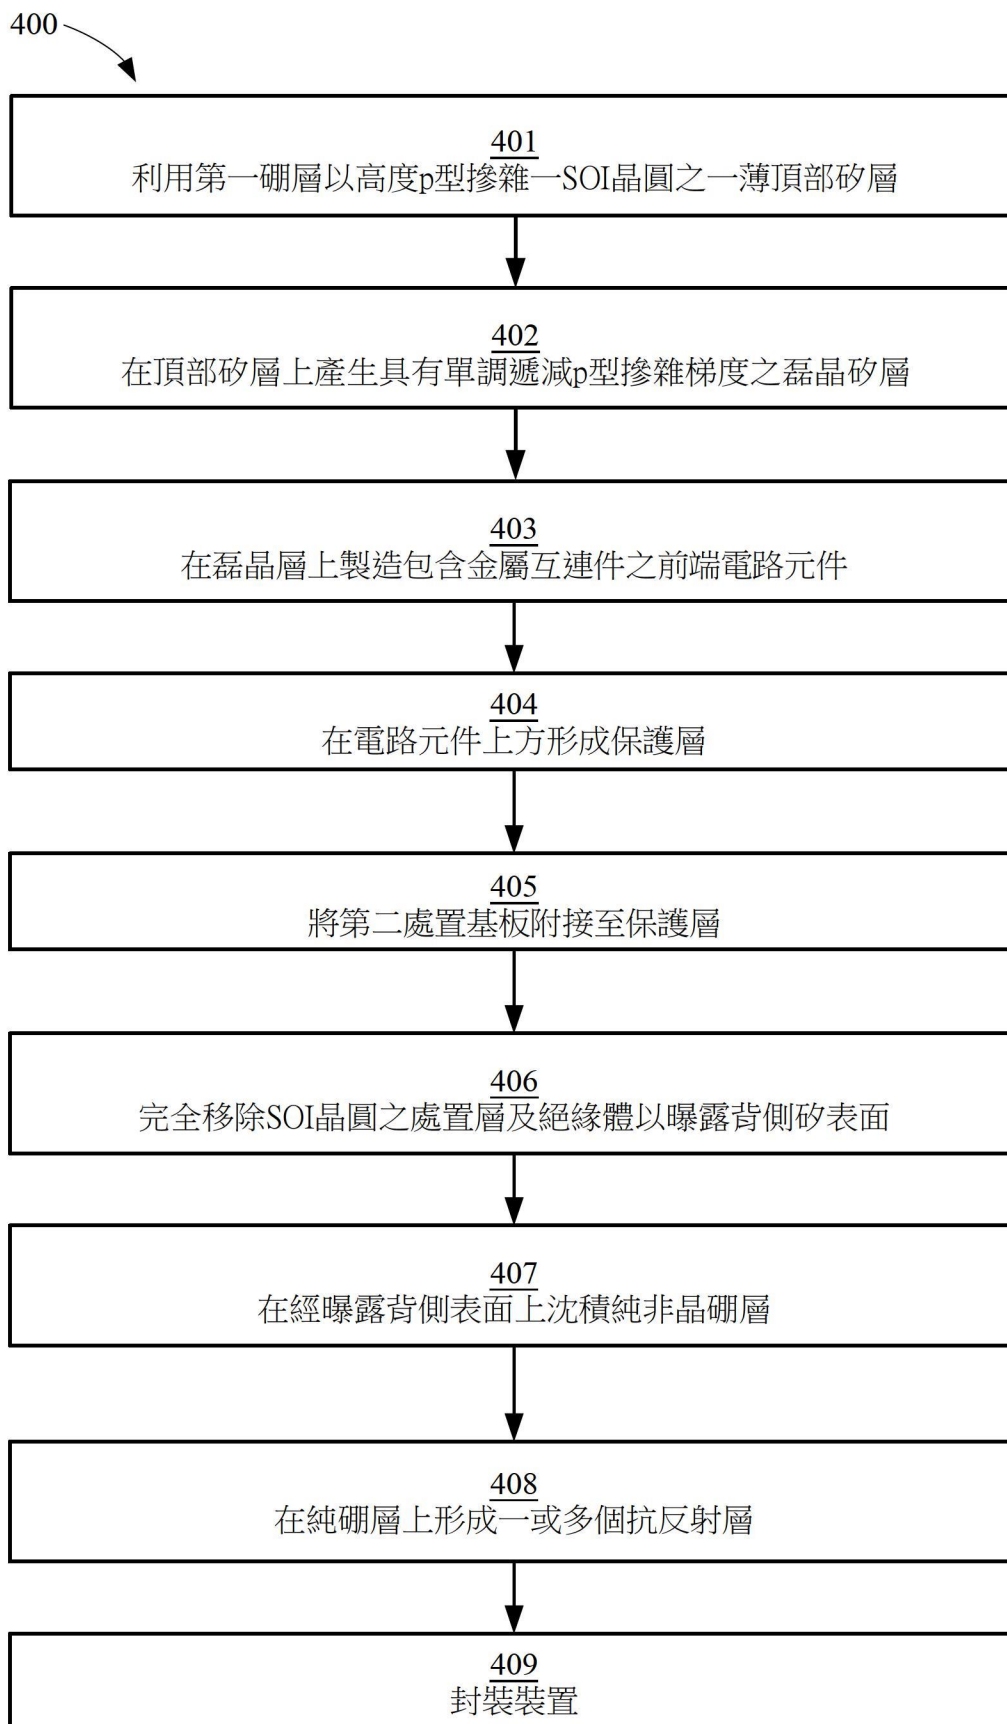 400
401
利用第一硼層以高度p型摻雜一SOI晶圓之一薄頂部矽層
402
在頂部矽層上產生具有單調遞減p型摻雜梯度之磊晶矽層
403
在磊晶層上製造包含金屬互連件之前端電路元件
404
在電路元件上方形成保護層
405
將第二處置基板附接至保護層
406
完全移除SOI晶圓之處置層及絕緣體以曝露背側矽表面
407
在經曝露背側表面上沈積純非晶硼層
408
在純硼層上形成一或多個抗反射層
409
封裝裝置